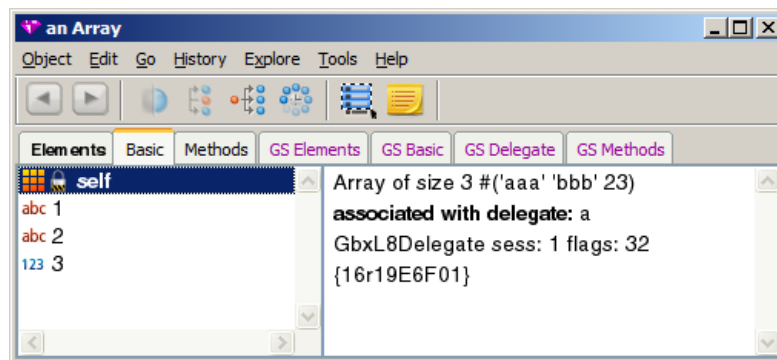 an Array
Object Edit Go History Explore Tools Help
Elements Basic Methods GS Elements GS Basic GS Delegate GS Methods
self
abc 1
abc 2
123 3
Array of size 3 #('aaa' 'bbb' 23)
associated with delegate: a
GbxL8Delegate sess: 1 flags: 32
{16r19E6F01}